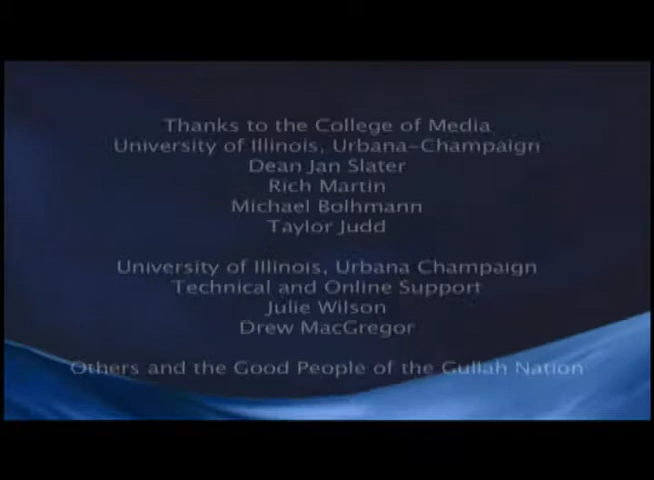 Thanks to the College of Media
University of Illinois, Urbana-Champaign
Dean Jan Slater
Rich Martin
Michael Bolhmann
Taylor Judd
University of Illinois, Urbana Champaign
Technical and Online Support
Julie Wilson
Drew MacGregor
Others and the Good People of the Gullah Nation